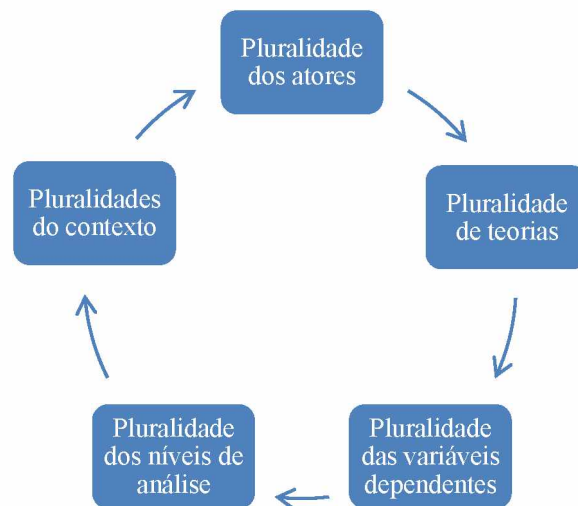 Pluralidade
dos atores
Pluralidade
de teorias
Pluralidade
das variáveis
dependentes
Pluralidade
dos níveis de
análise
Pluralidades
do contexto